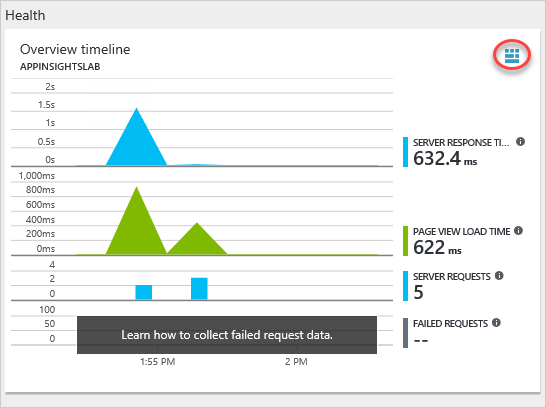 Health
Overview timeline
APPINSIGHTSLAB
2s
1.5s
1s
0.5s
0s
SERVER RESPONSE TI...
632.4 ms
1,000ms
800ms
600ms
400ms
200ms
0ms
PAGE VIEW LOAD TIME
622 ms
4
2
0
SERVER REQUESTS
5
100
50
0
FAILED REQUESTS
--
Learn how to collect failed request data.
1:55 PM
2 PM